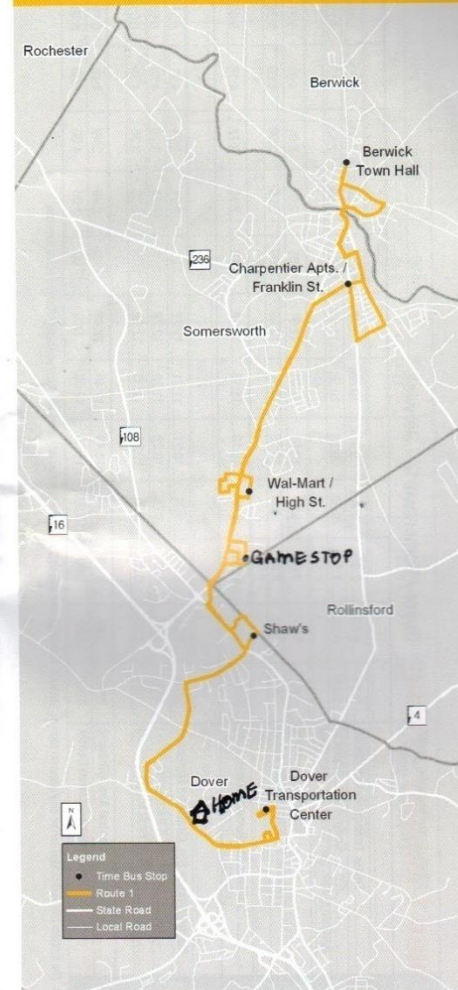 Rochester
Berwick
Berwick
Town Hall
236
Charpentier Apts. /
Franklin St.
Somersworth
108
Wal-Mart /
High St.
16
GAMESTOP
Rollinsford
Shaw's
4
Dover
HOME
Dover
Transportation
Center
N
Legend
Time Bus Stop
Route 1
State Road
Local Road